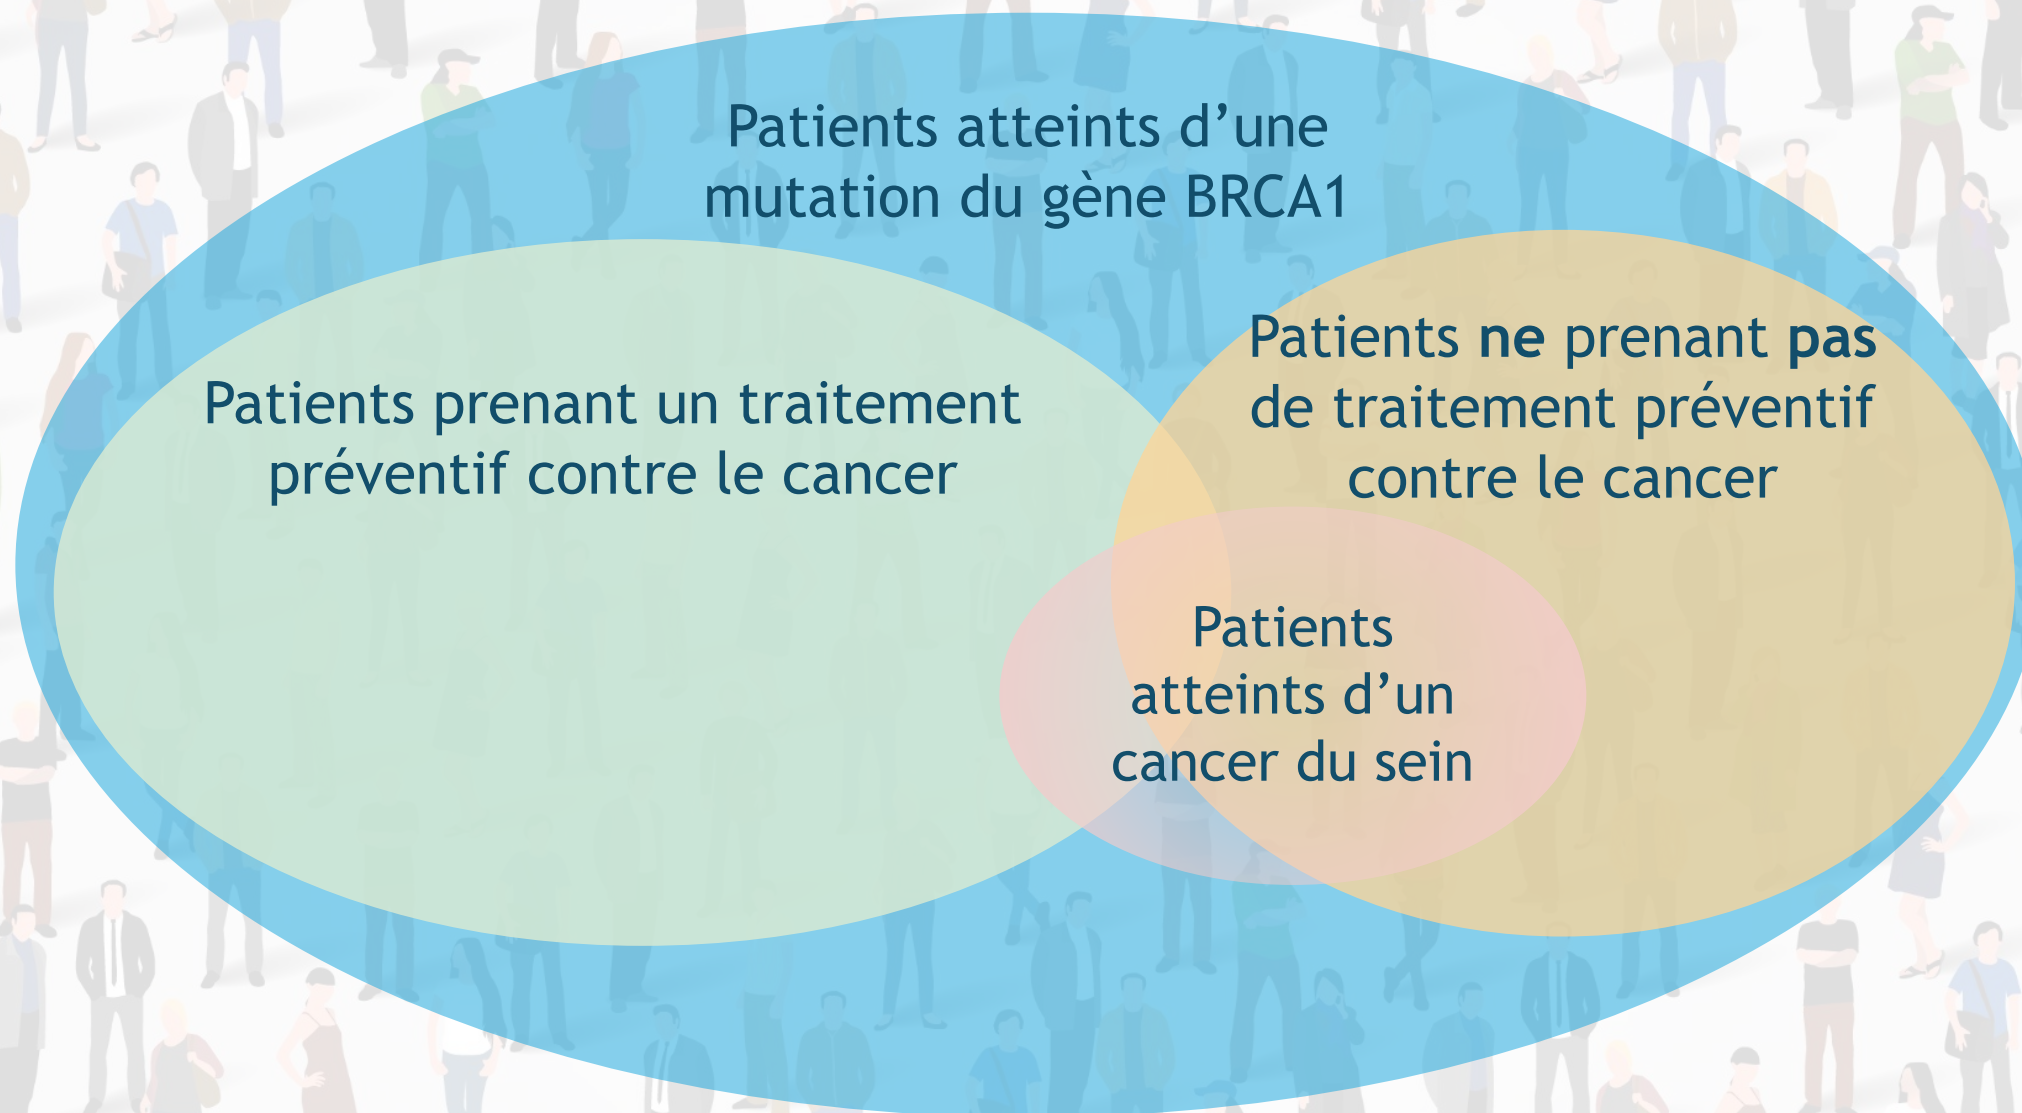 Patients atteints d’une
mutation du gène BRCA1
Patients prenant un traitement
préventif contre le cancer
Patients ne prenant pas
de traitement préventif
contre le cancer
Patients
atteints d’un
cancer du sein